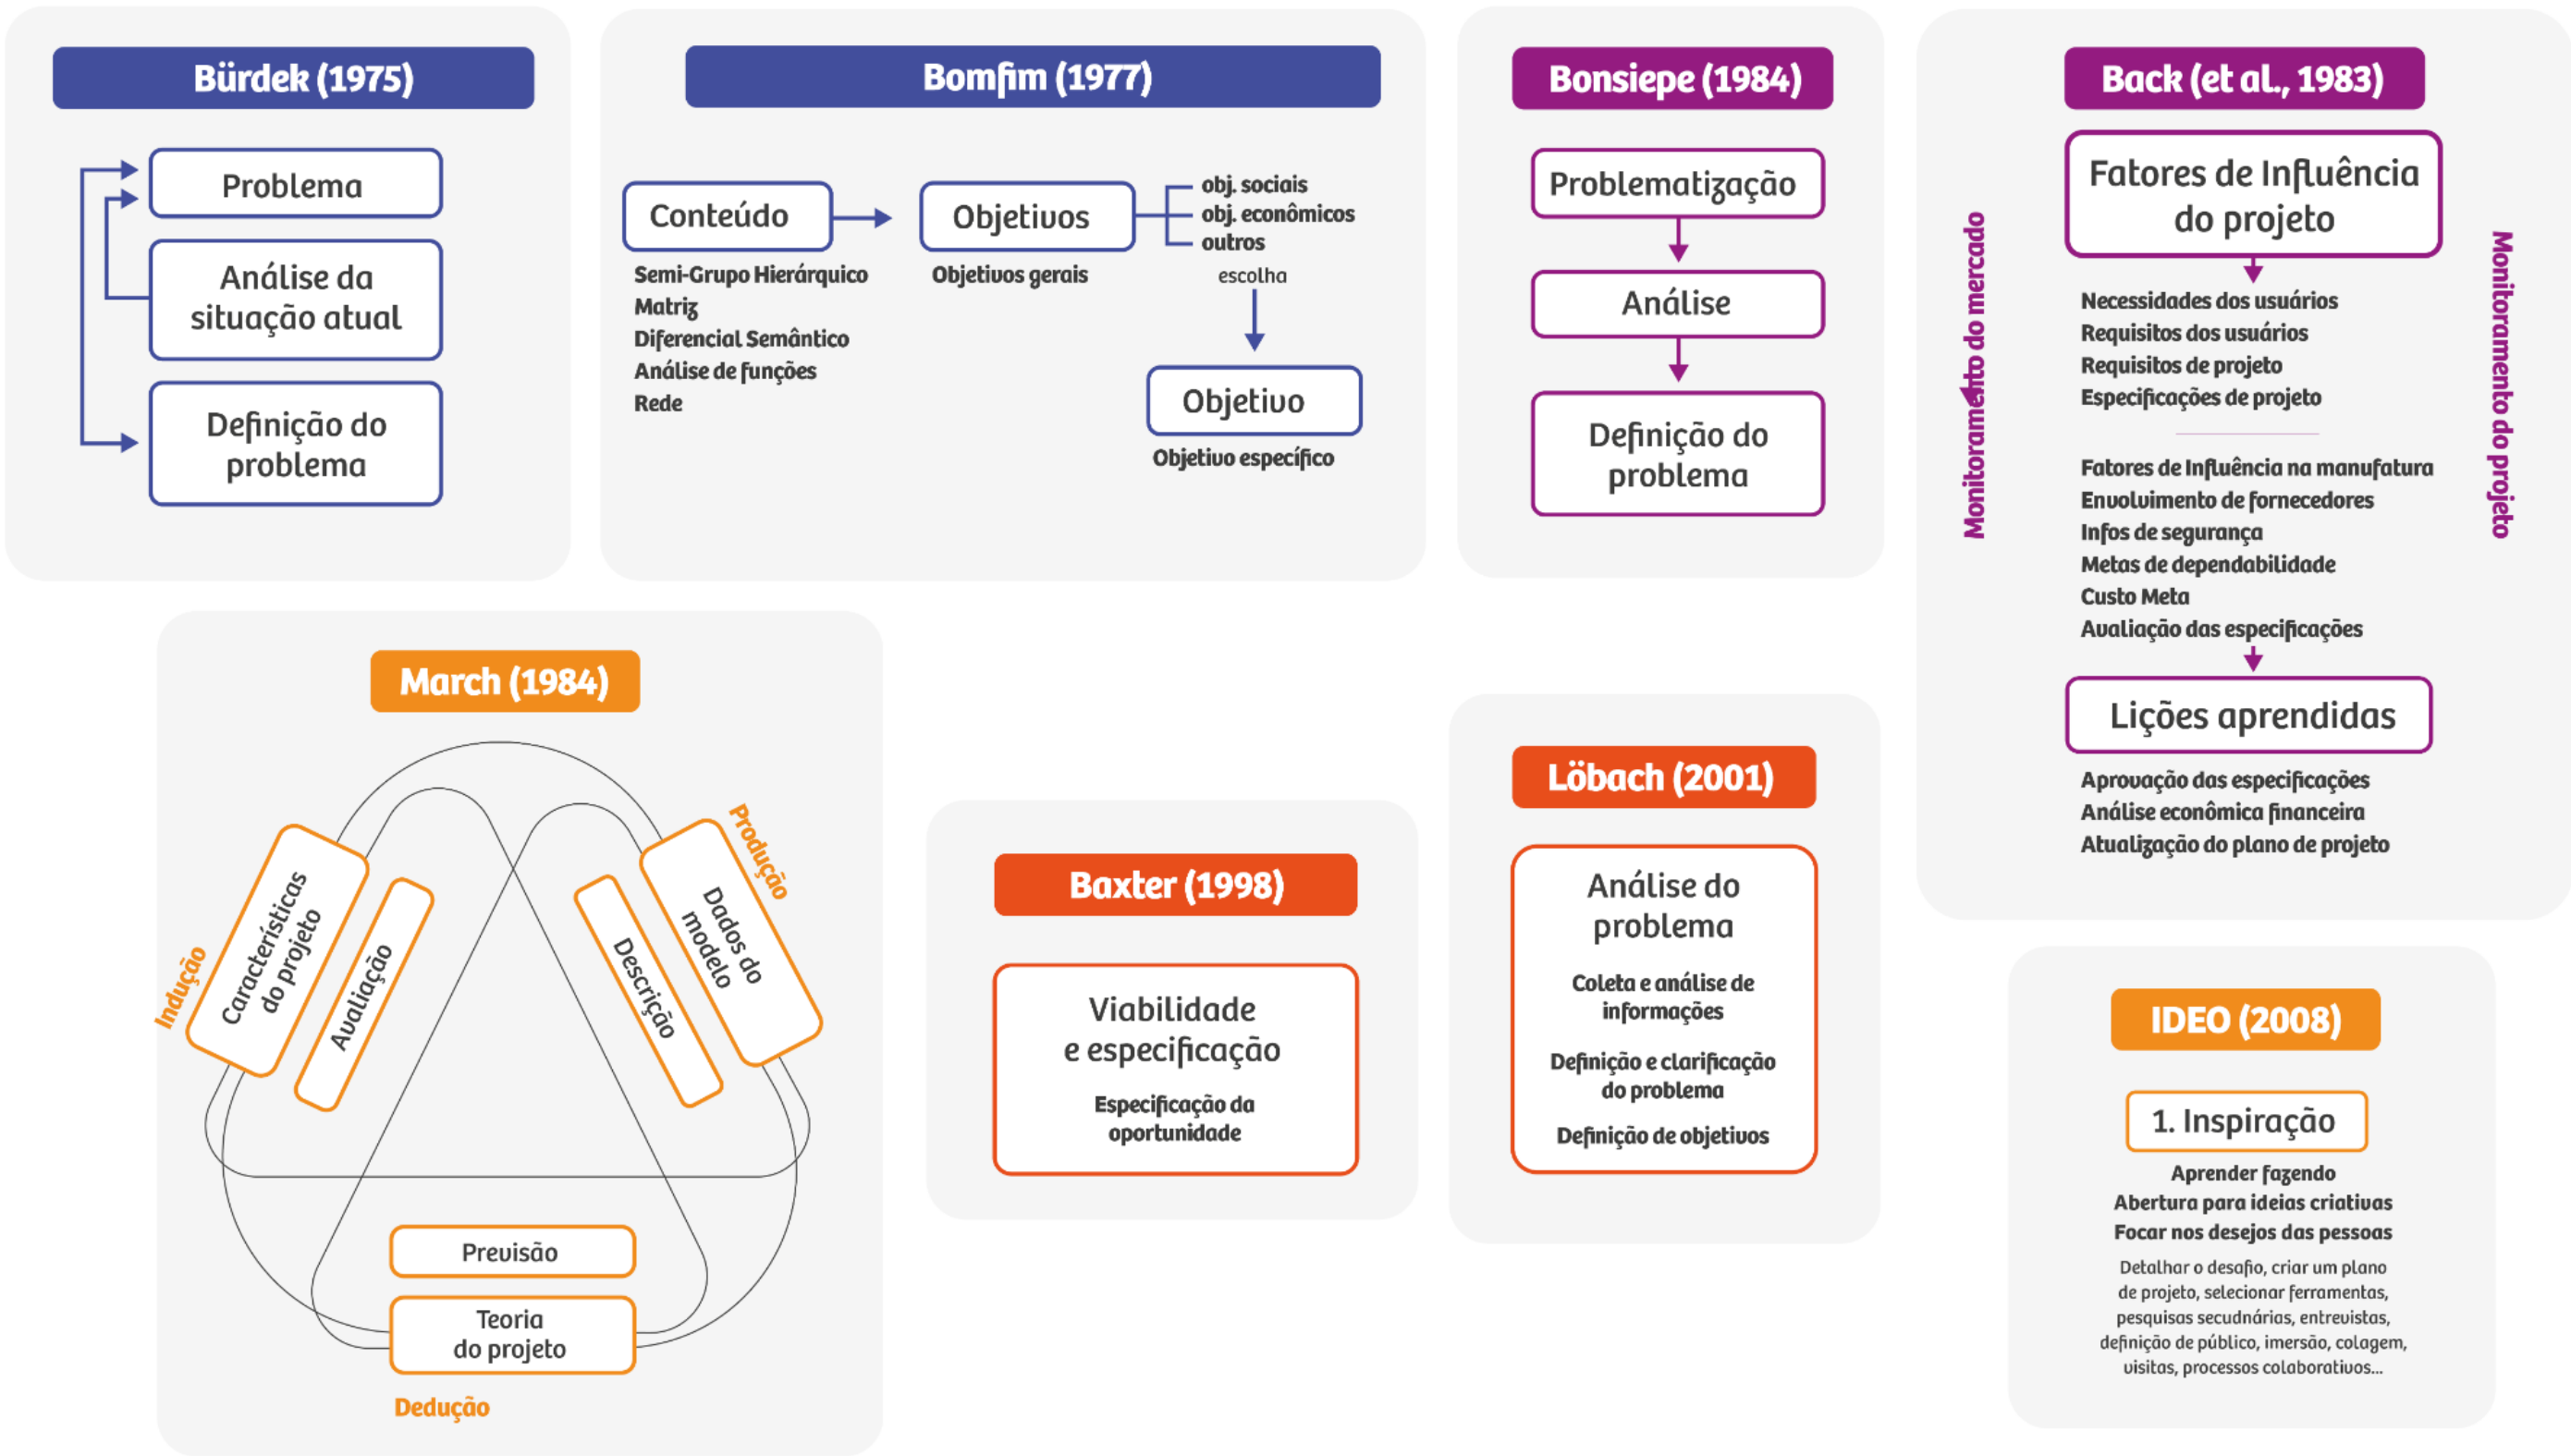 Bürdek (1975)
Problema
Análise da
situação atual
Definição do
problema
Bomfim (1977)
Conteúdo
Semi-Grupo Hierárquico
Matriz
Diferencial Semântico
Análise de funções
Rede
Objetivos
Objetivos gerais
obj. sociais
obj. econômicos
outros
escolha
Objetivo
Objetivo específico
Bonsiepe (1984)
Problematização
Análise
Definição do
problema
Back (et al., 1983)
Fatores de Influência
do projeto
Monitoramento do mercado
Monitoramento do projeto
Necessidades dos usuários
Requisitos dos usuários
Requisitos de projeto
Especificações de projeto
Fatores de Influência na manufatura
Envolvimento de fornecedores
Infos de segurança
Metas de dependabilidade
Custo Meta
Avaliação das especificações
Lições aprendidas
Aprovação das especificações
Análise econômica financeira
Atualização do plano de projeto
March (1984)
Indução
Características
do projeto
Avaliação
Produção
Dados do
modelo
Descrição
Previsão
Teoria
do projeto
Dedução
Baxter (1998)
Viabilidade
e especificação
Especificação da
oportunidade
Löbach (2001)
Análise do
problema
Coleta e análise de
informações
Definição e clarificação
do problema
Definição de objetivos
IDEO (2008)
1. Inspiração
Aprender fazendo
Abertura para ideias criativas
Focar nos desejos das pessoas
Detalhar o desafio, criar um plano
de projeto, selecionar ferramentas,
pesquisas secudnárias, entrevistas,
definição de público, imersão, colagem,
visitas, processos colaborativos...